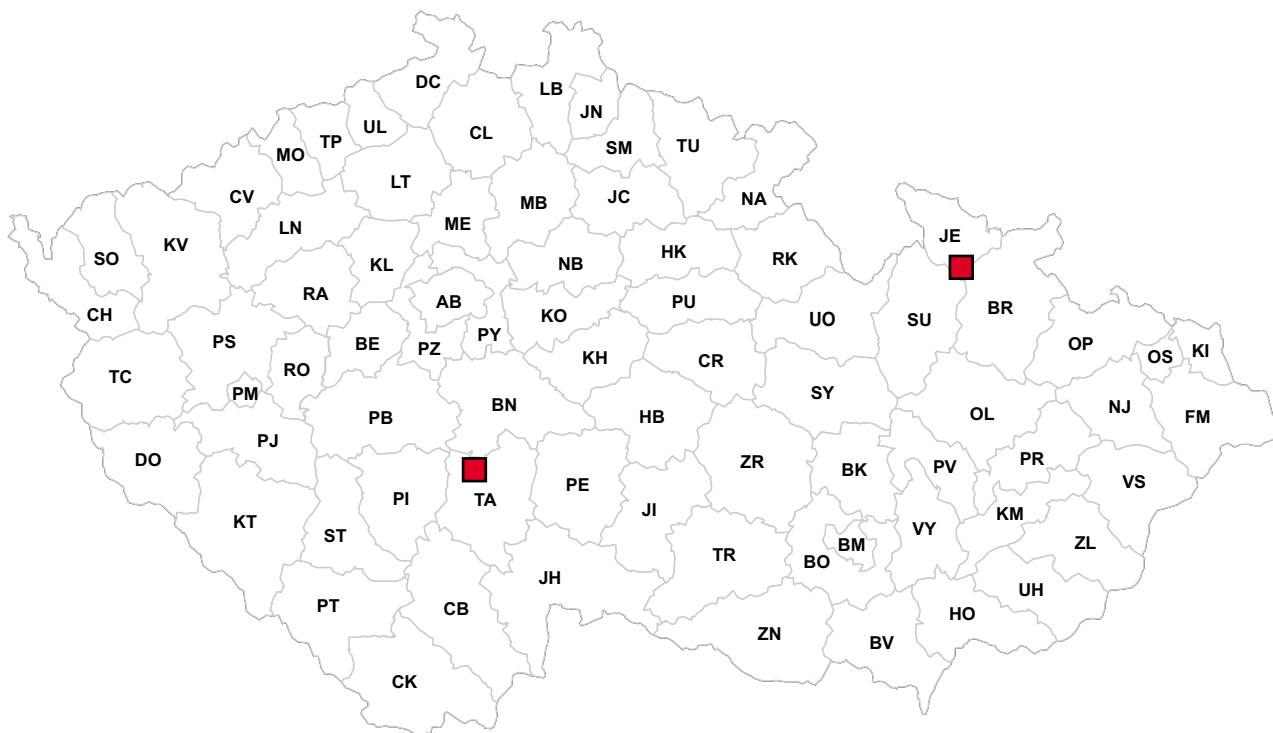 DC
LB
JN
UL
CL
TP
MO
SM
TU
LT
CV
MB
JC
NA
ME
LN
JE
KV
SO
HK
RK
NB
KL
RA
AB
PU
BR
CH
KO
UO
SU
PY
PS
BE
PZ
OP
KI
OS
KH
CR
RO
TC
PM
SY
BN
NJ
OL
PB
HB
FM
PJ
DO
PR
ZR
PV
BK
VS
PE
TA
PI
JI
KM
KT
VY
ST
ZL
BM
TR
BO
JH
UH
PT
CB
HO
ZN
BV
CK